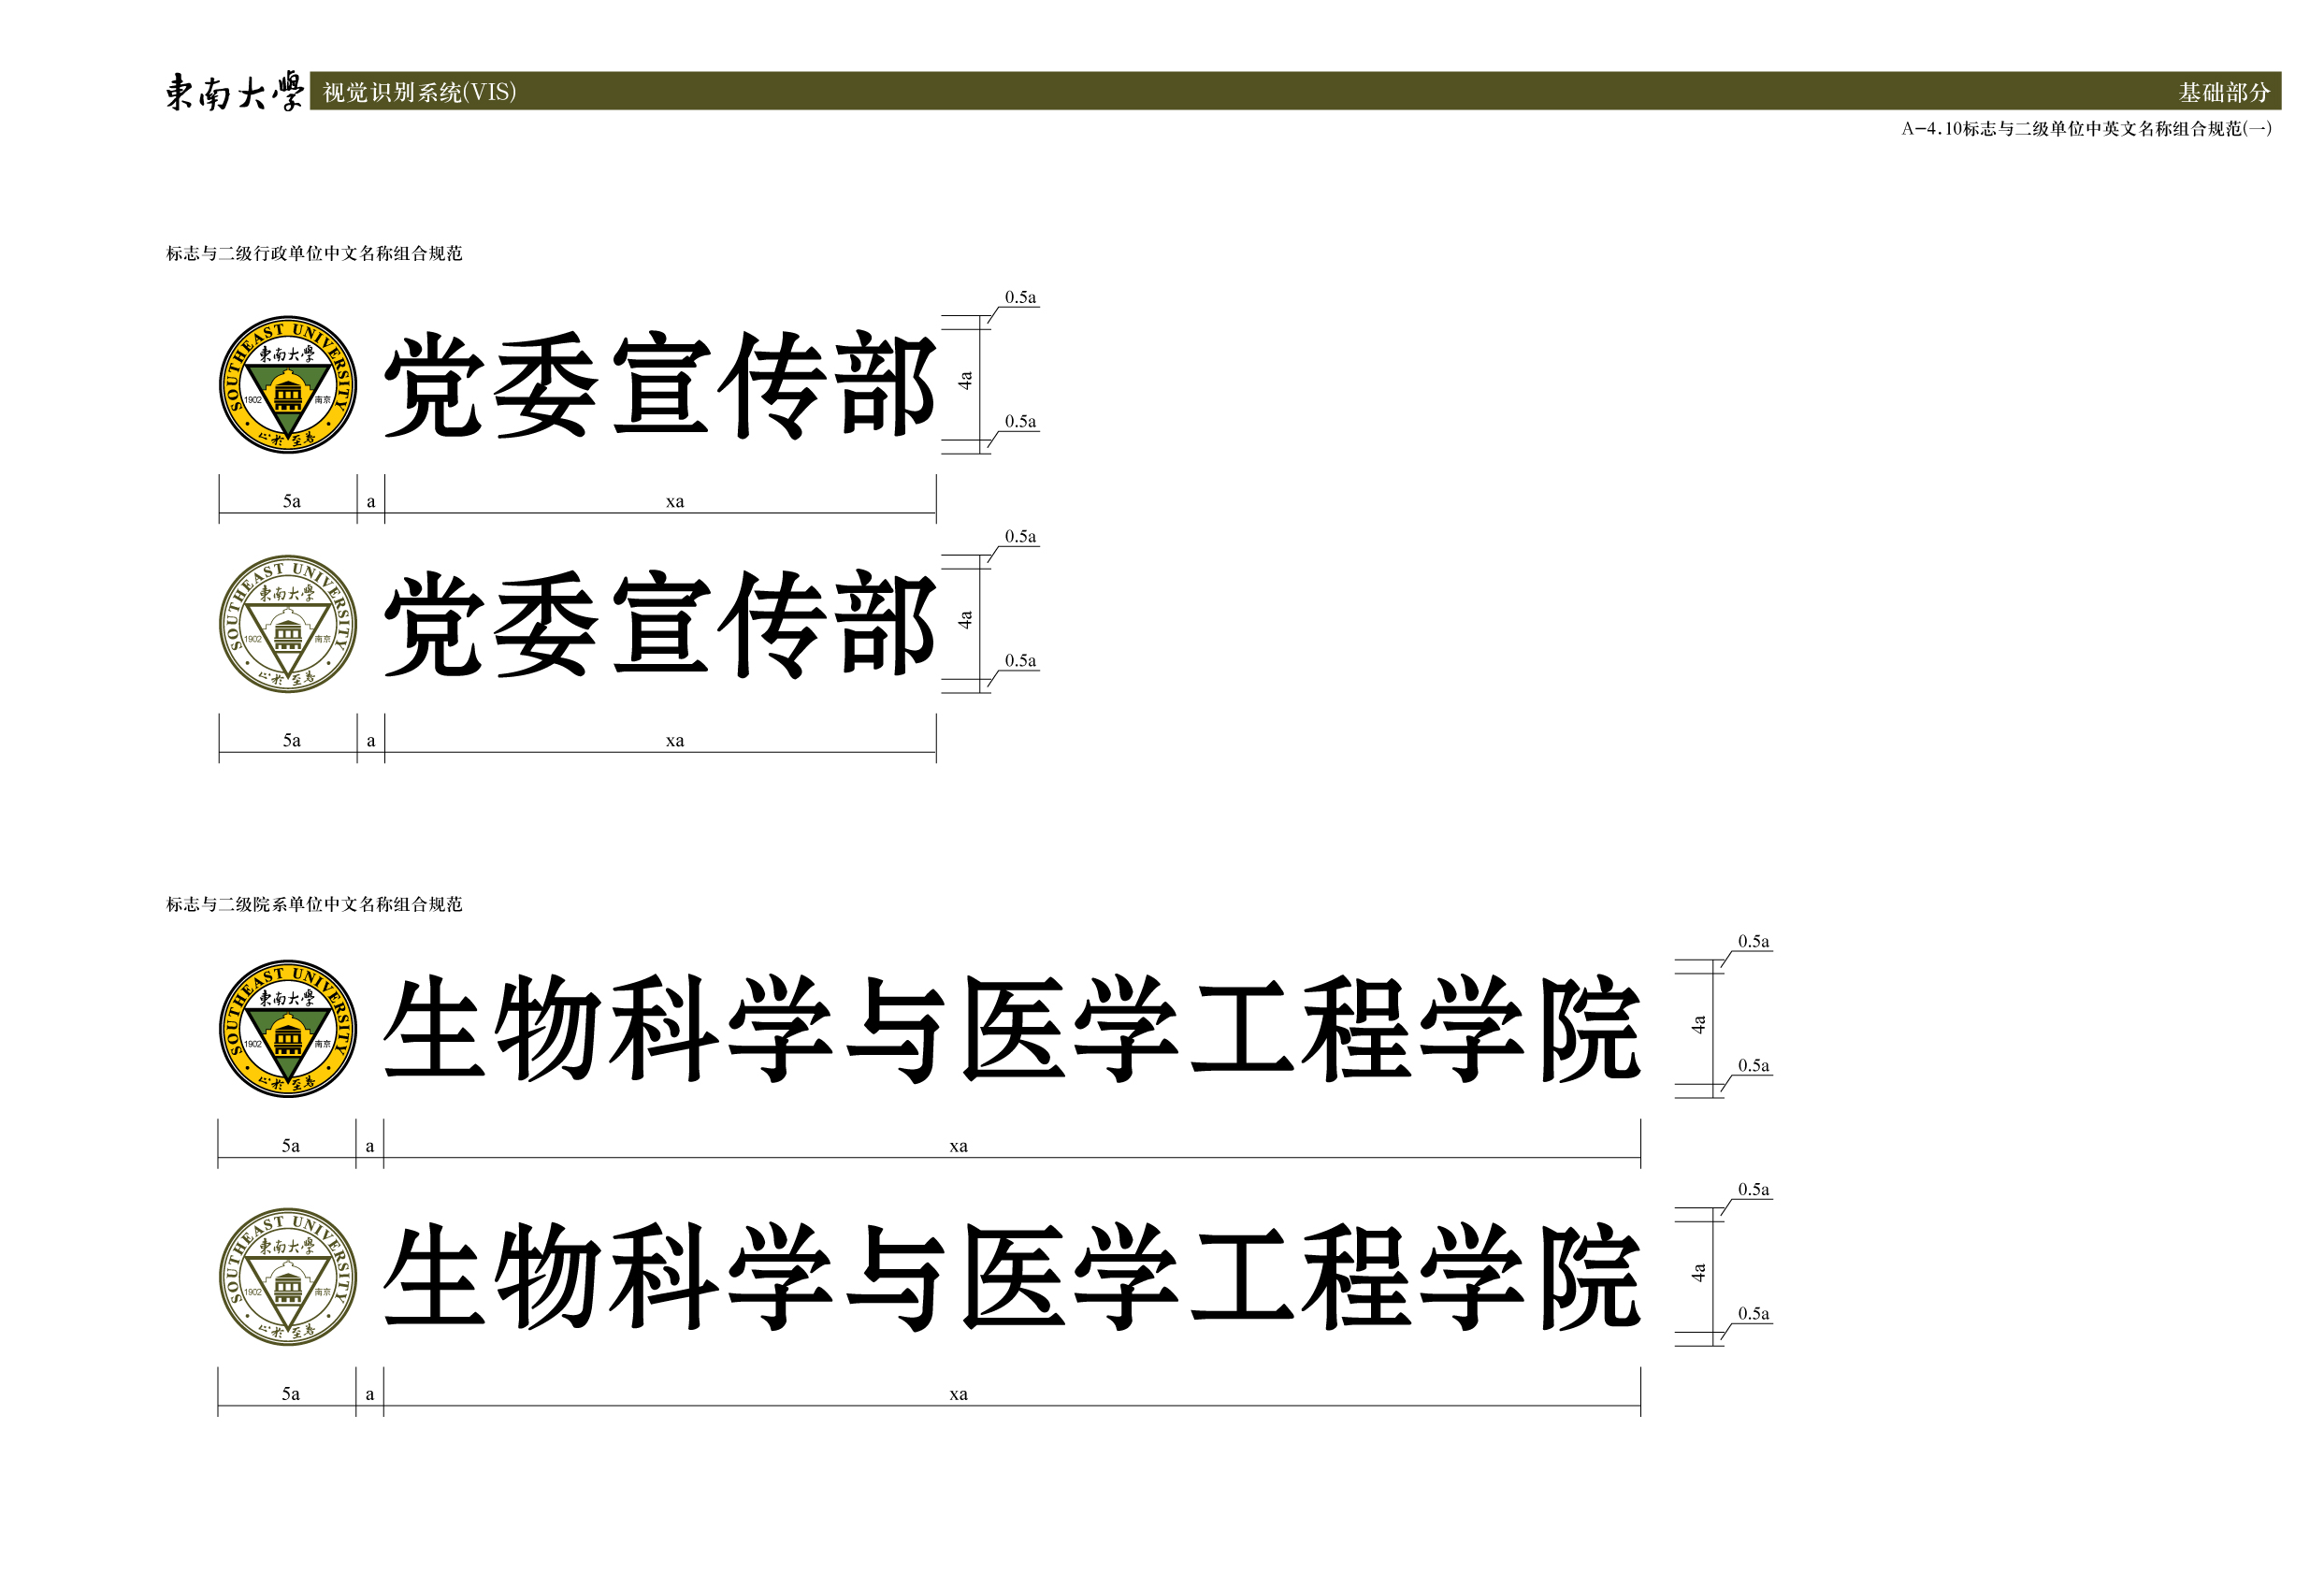 東南大學 视觉识别系统(VIS) 基础部分
A-4.10标志与二级单位中英文名称组合规范(一)
标志与二级行政单位中文名称组合规范
SOUTHEAST UNIVERSITY
東南大學
1902 南京
止於至善
党委宣传部
0.5a
4a
0.5a
5a a xa
SOUTHEAST UNIVERSITY
東南大學
1902 南京
止於至善
党委宣传部
0.5a
4a
0.5a
5a a xa
标志与二级院系单位中文名称组合规范
SOUTHEAST UNIVERSITY
東南大學
1902 南京
止於至善
生物科学与医学工程学院
0.5a
4a
0.5a
5a a xa
SOUTHEAST UNIVERSITY
東南大學
1902 南京
止於至善
生物科学与医学工程学院
0.5a
4a
0.5a
5a a xa